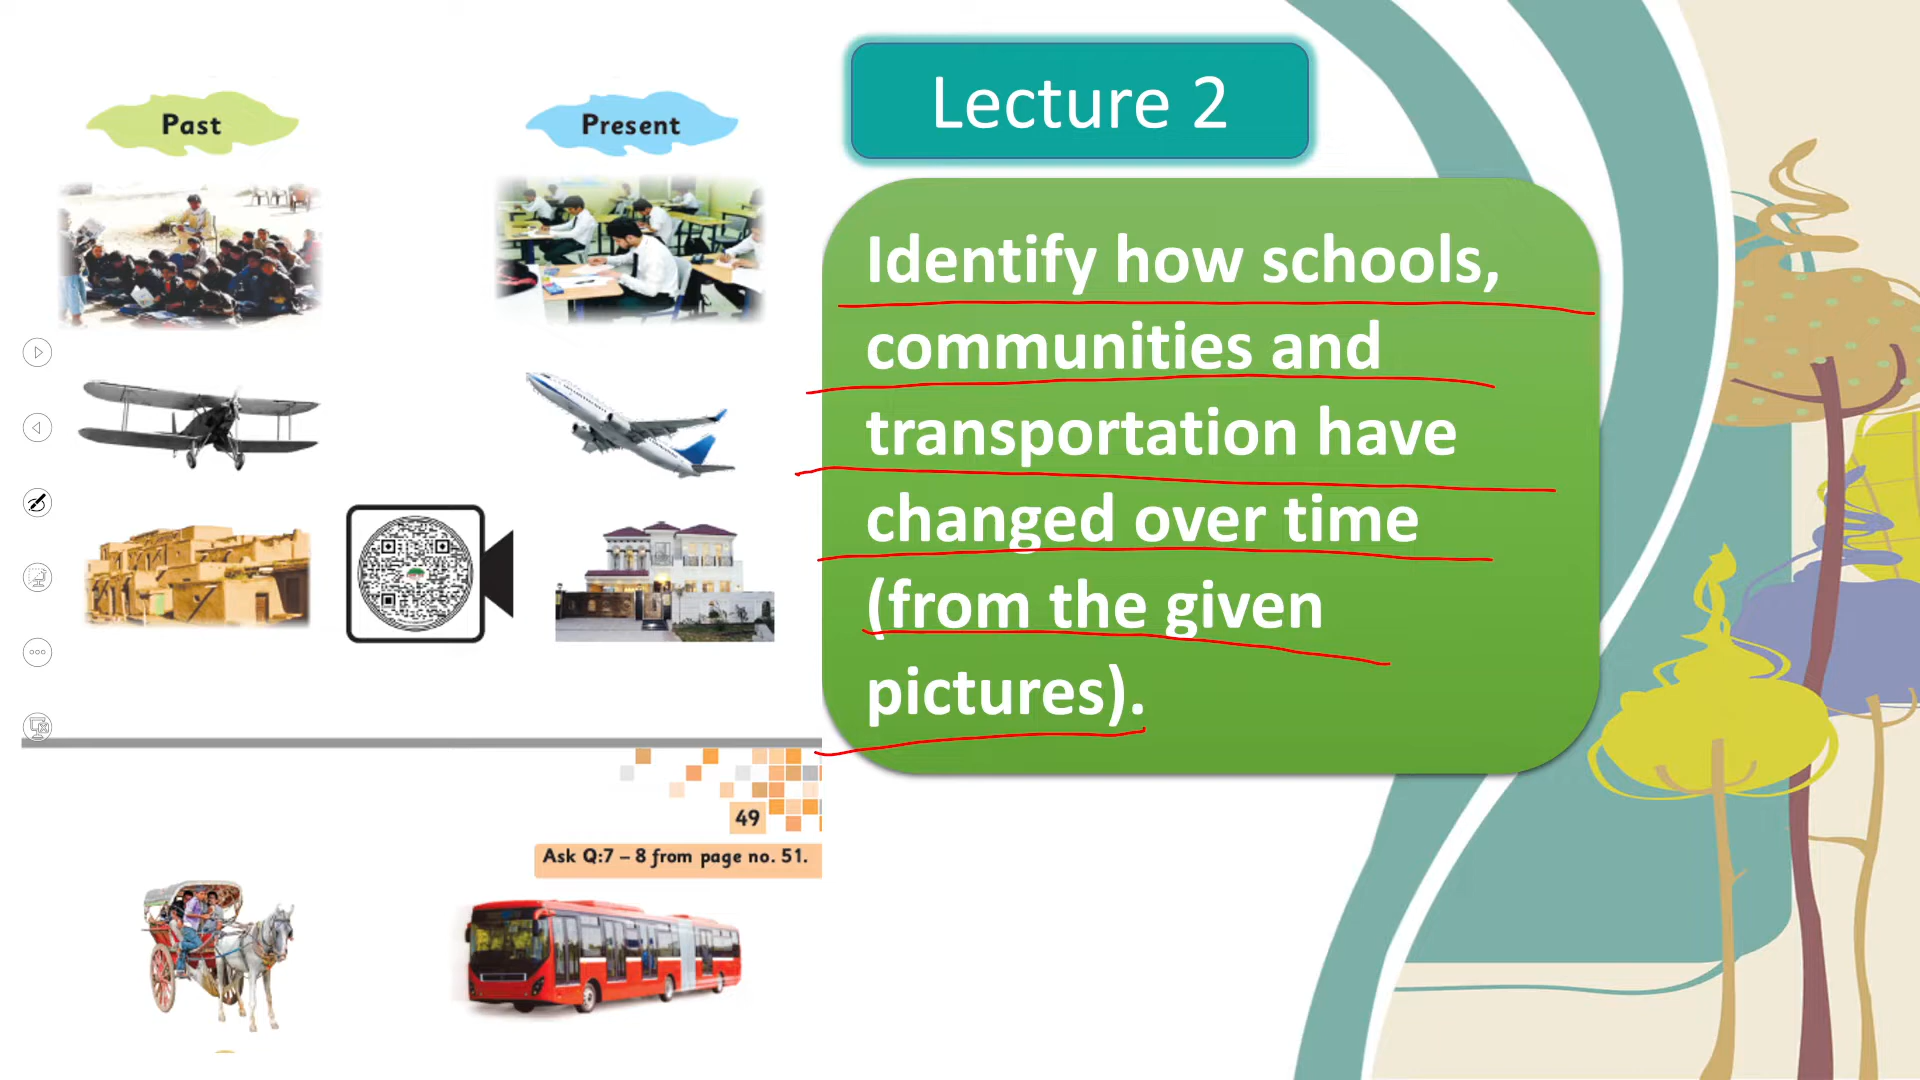 Past
Present
Lecture 2
Identify how schools,
communities and
transportation have
changed over time
(from the given
pictures).
49
Ask Q:7 – 8 from page no. 51.